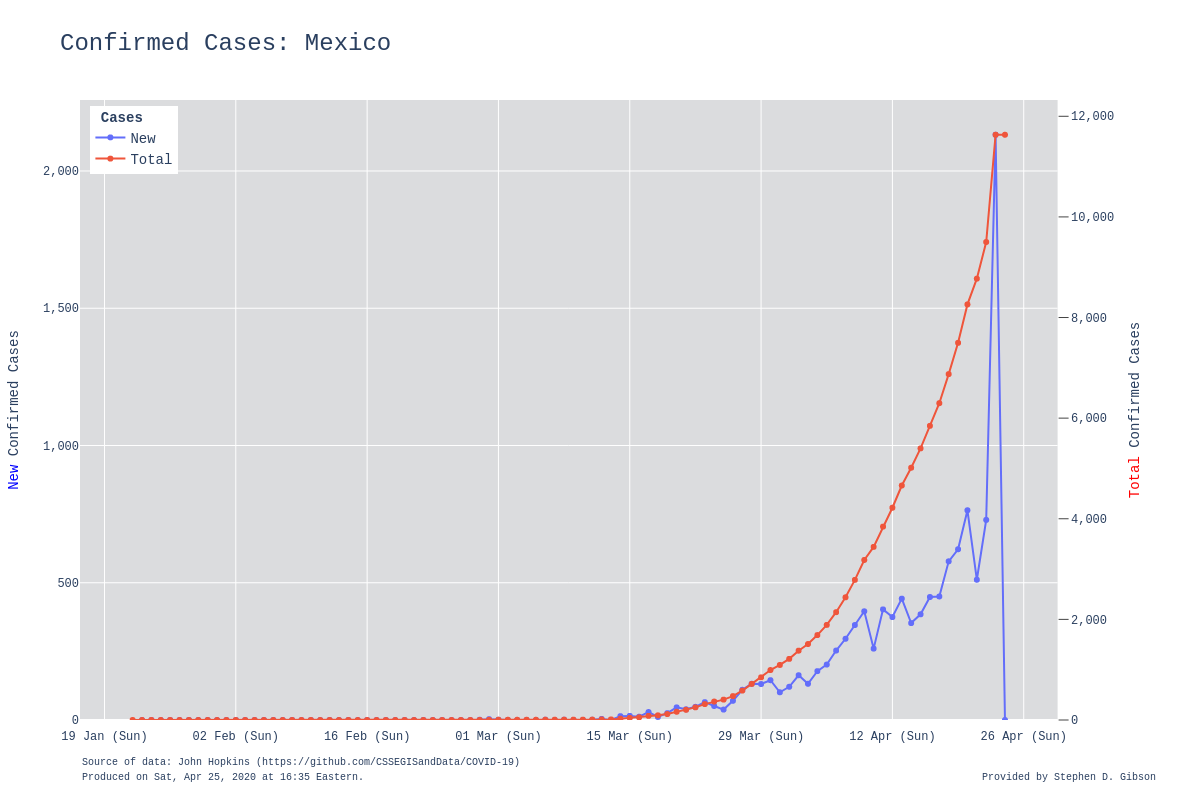 Confirmed Cases: Mexico
Cases
New
Total
2,000
1,500
1,000
500
0
New Confirmed Cases
12,000
10,000
8,000
6,000
4,000
2,000
0
Total Confirmed Cases
19 Jan (Sun) 02 Feb (Sun) 16 Feb (Sun) 01 Mar (Sun) 15 Mar (Sun) 29 Mar (Sun) 12 Apr (Sun) 26 Apr (Sun)
Source of data: John Hopkins (https://github.com/CSSEGISandData/COVID-19)
Produced on Sat, Apr 25, 2020 at 16:35 Eastern.
Provided by Stephen D. Gibson